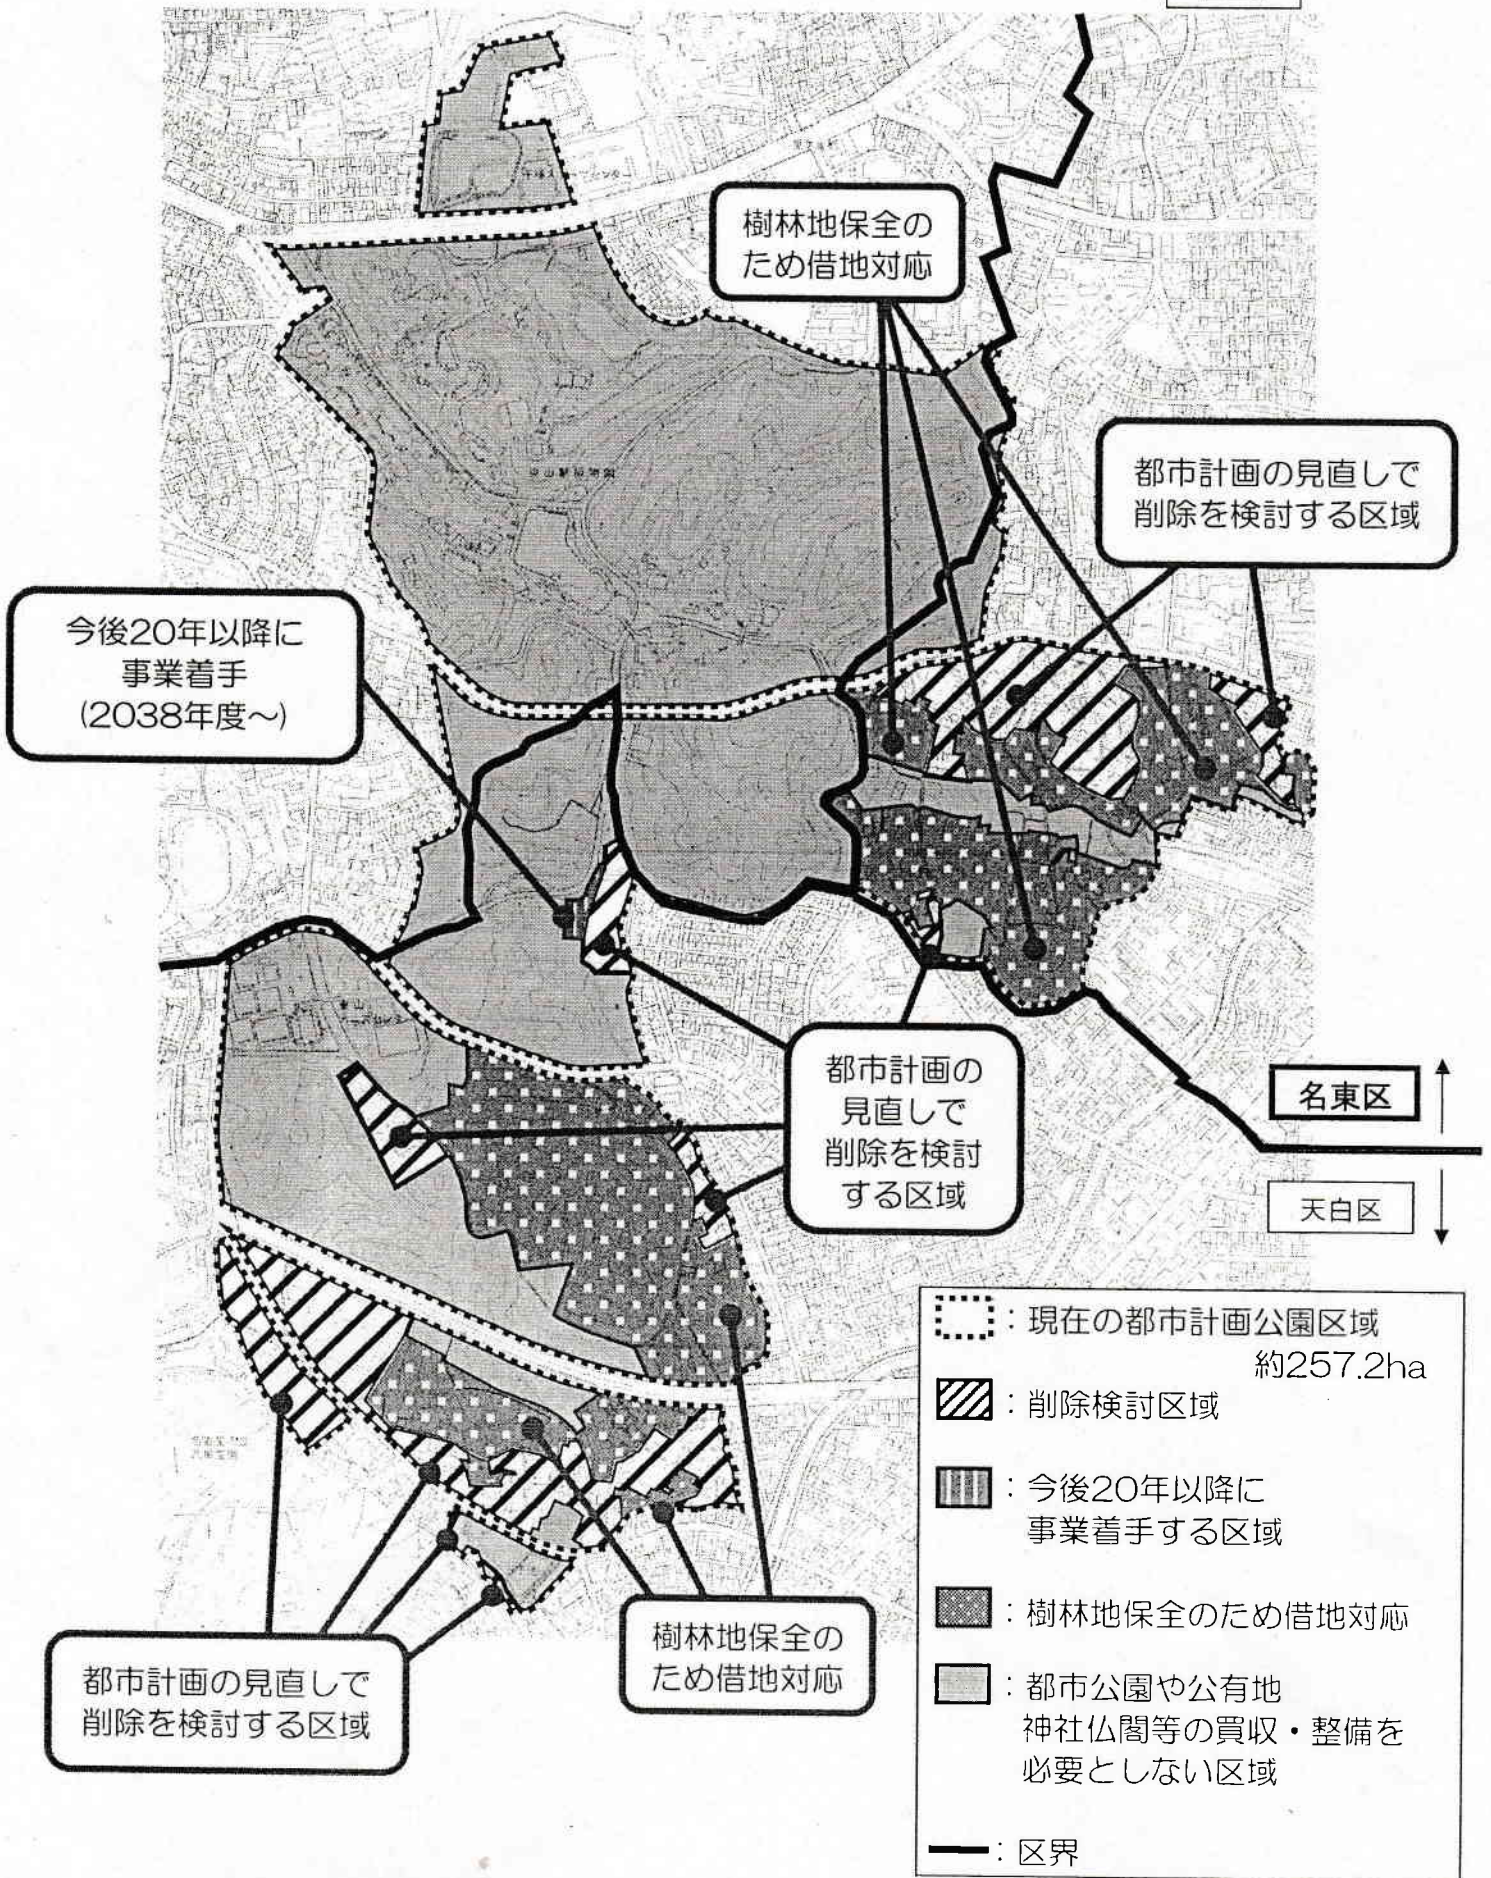 樹林地保全の
ため借地対応
都市計画の見直しで
削除を検討する区域
今後20年以降に
事業着手
(2038年度~)
都市計画の
見直しで
削除を検討
する区域
名東区
天白区
樹林地保全の
ため借地対応
都市計画の見直しで
削除を検討する区域
:現在の都市計画公園区域
約257.2ha
:削除検討区域
:今後20年以降に
事業着手する区域
:樹林地保全のため借地対応
:都市公園や公有地
神社仏閣等の買収・整備を
必要としない区域
:区界